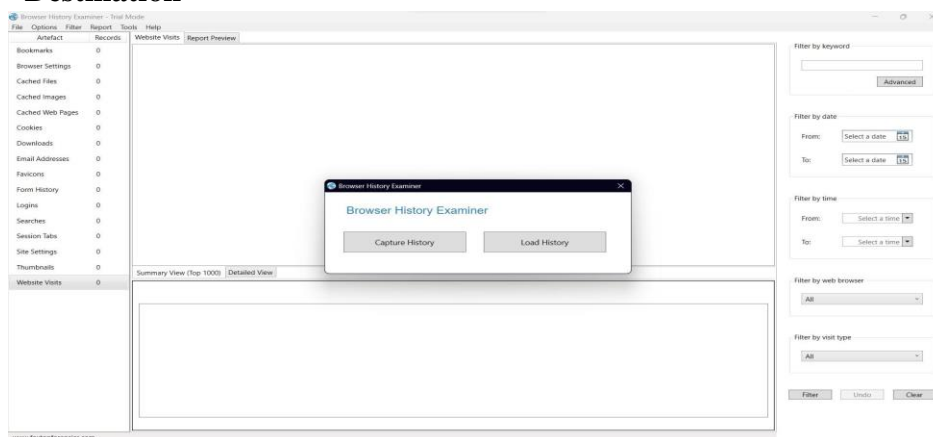 Browser History Examiner - Trial Mode
File Options Filter Report Tools Help
Artefact Records
Bookmarks 0
Browser Settings 0
Cached Files 0
Cached Images 0
Cached Web Pages 0
Cookies 0
Downloads 0
Email Addresses 0
Favicons 0
Form History 0
Logins 0
Searches 0
Session Tabs 0
Site Settings 0
Thumbnails 0
Website Visits 0
Website Visits Report Preview
Browser History Examiner
Browser History Examiner
Capture History Load History
Summary View (Top 1000) Detailed View
Filter by keyword
Advanced
Filter by date
From: Select a date 15
To: Select a date 15
Filter by time
From: Select a time
To: Select a time
Filter by web browser
All
Filter by visit type
All
Filter Undo Clear